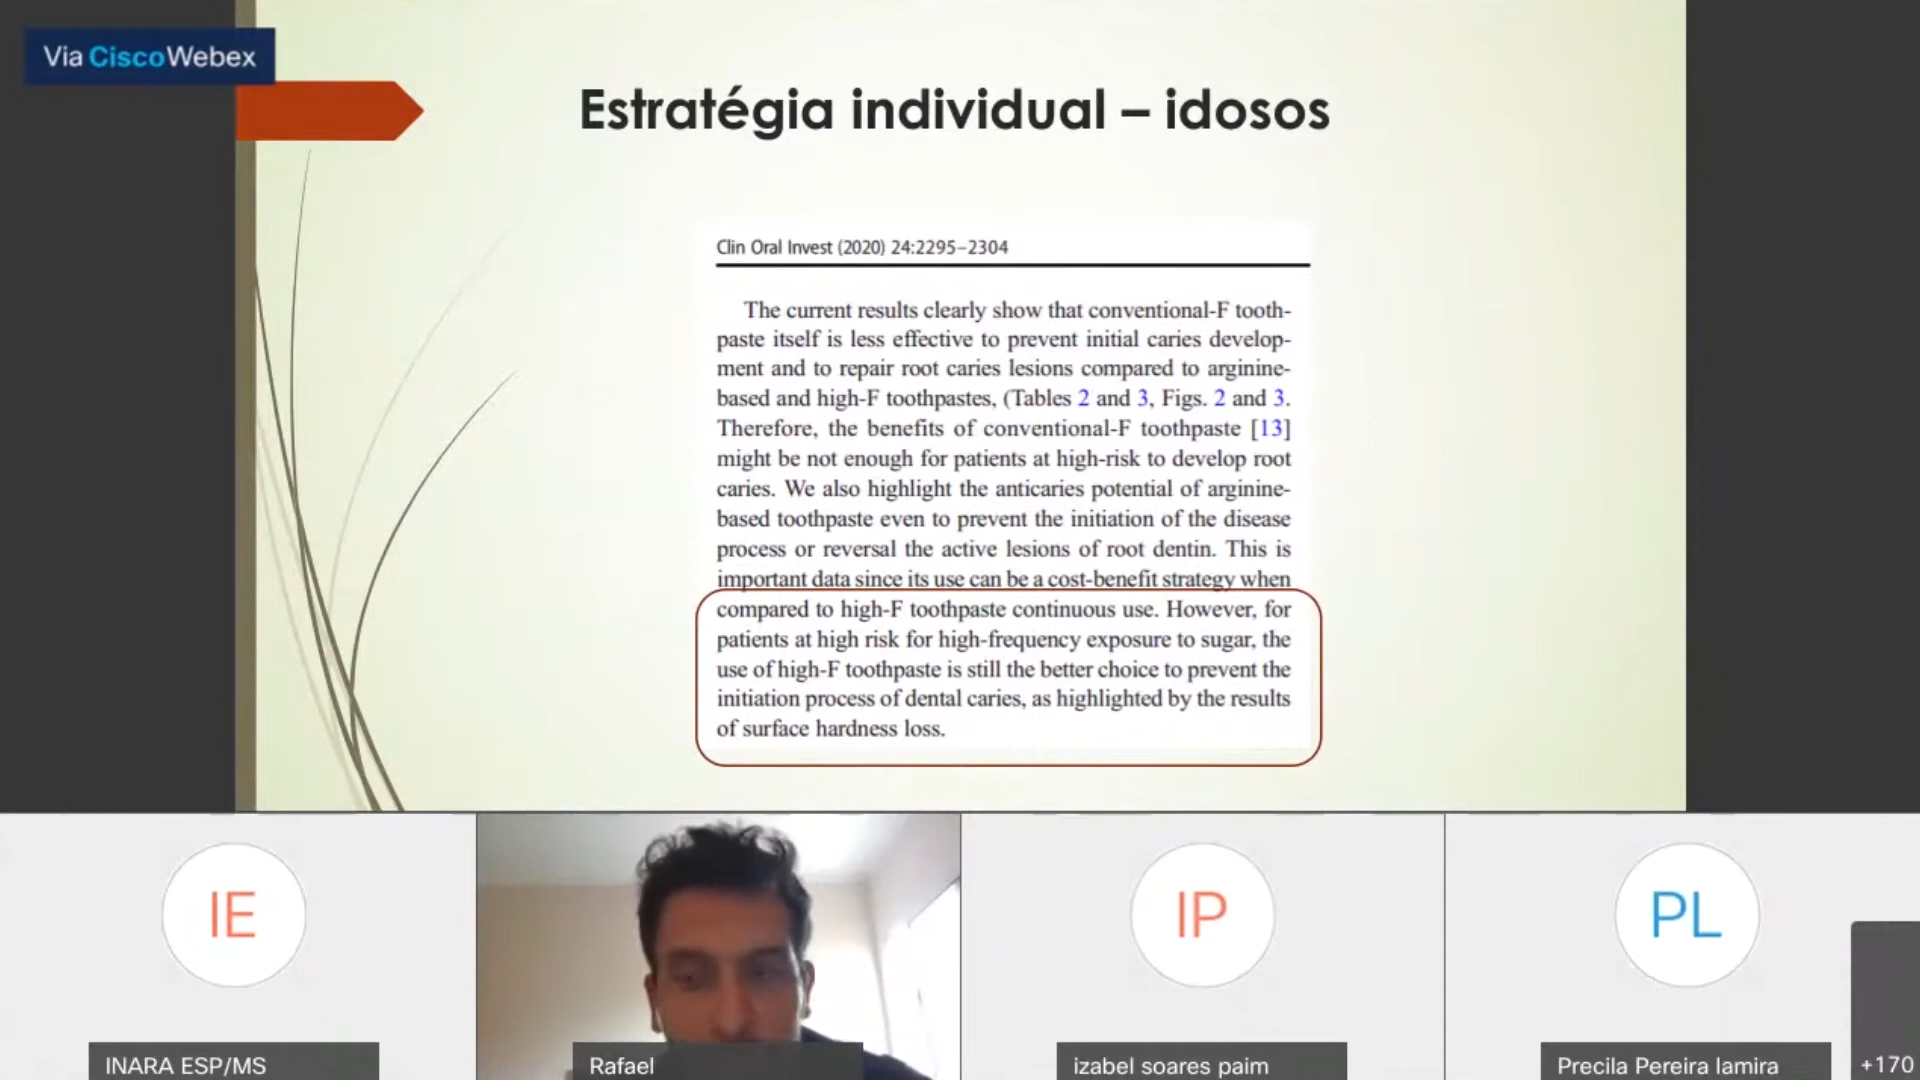 Via CiscoWebex
Estratégia individual – idosos
Clin Oral Invest (2020) 24:2295–2304
The current results clearly show that conventional-F tooth-
paste itself is less effective to prevent initial caries develop-
ment and to repair root caries lesions compared to arginine-
based and high-F toothpastes, (Tables 2 and 3, Figs. 2 and 3.
Therefore, the benefits of conventional-F toothpaste [13]
might be not enough for patients at high-risk to develop root
caries. We also highlight the anticaries potential of arginine-
based toothpaste even to prevent the initiation of the disease
process or reversal the active lesions of root dentin. This is
important data since its use can be a cost-benefit strategy when
compared to high-F toothpaste continuous use. However, for
patients at high risk for high-frequency exposure to sugar, the
use of high-F toothpaste is still the better choice to prevent the
initiation process of dental caries, as highlighted by the results
of surface hardness loss.
IE
IP
PL
INARA ESP/MS
Rafael
izabel soares paim
Precila Pereira lamira
+170